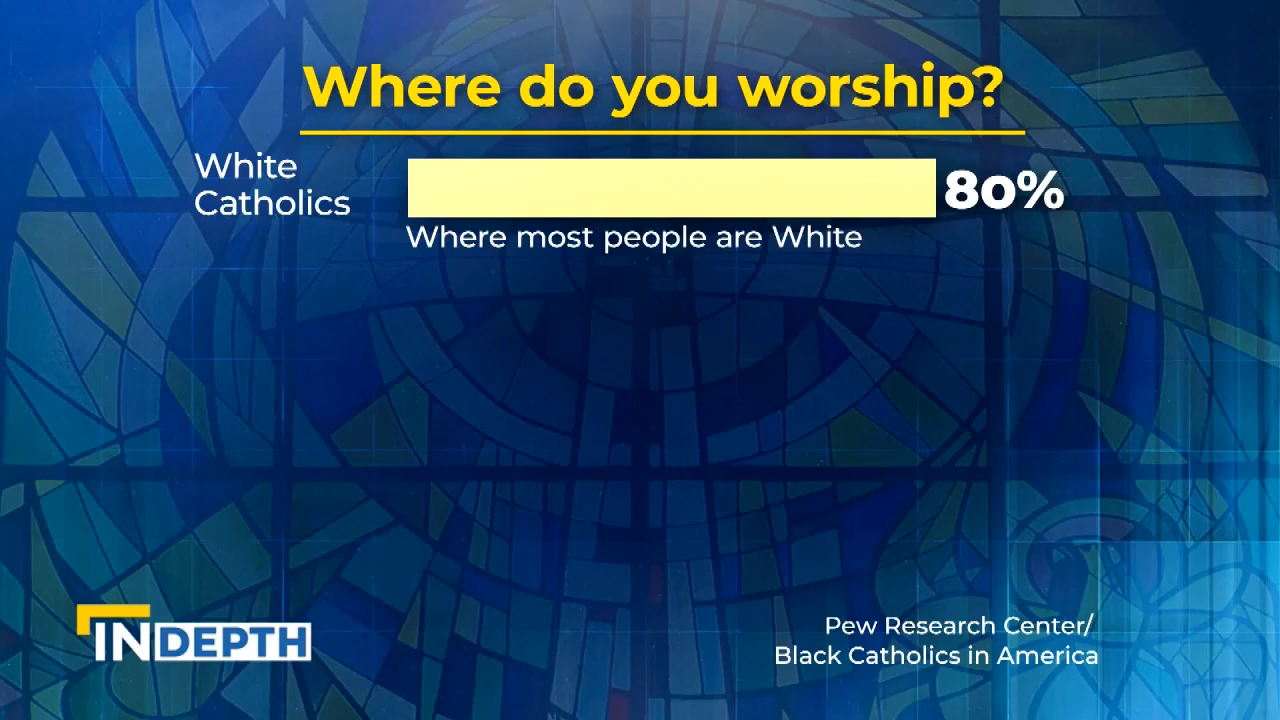 Where do you worship?
White
Catholics
80%
Where most people are White
INDEPTH
Pew Research Center/
Black Catholics in America